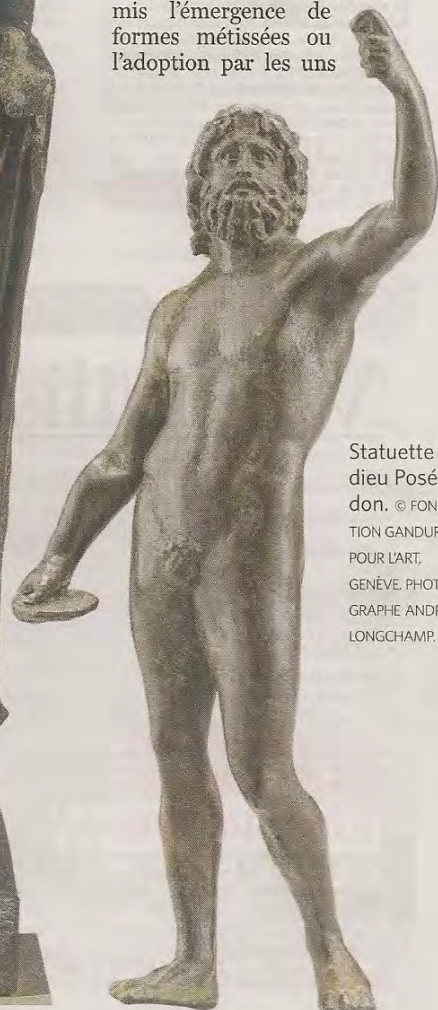 mis l'émergence de
formes métissées ou
l'adoption par les uns
Statuette
dieu Posé
don. © FON
TION GANDUR
POUR L'ART,
GENÈVE. PHOT
GRAPHE ANDR
LONGCHAMP.